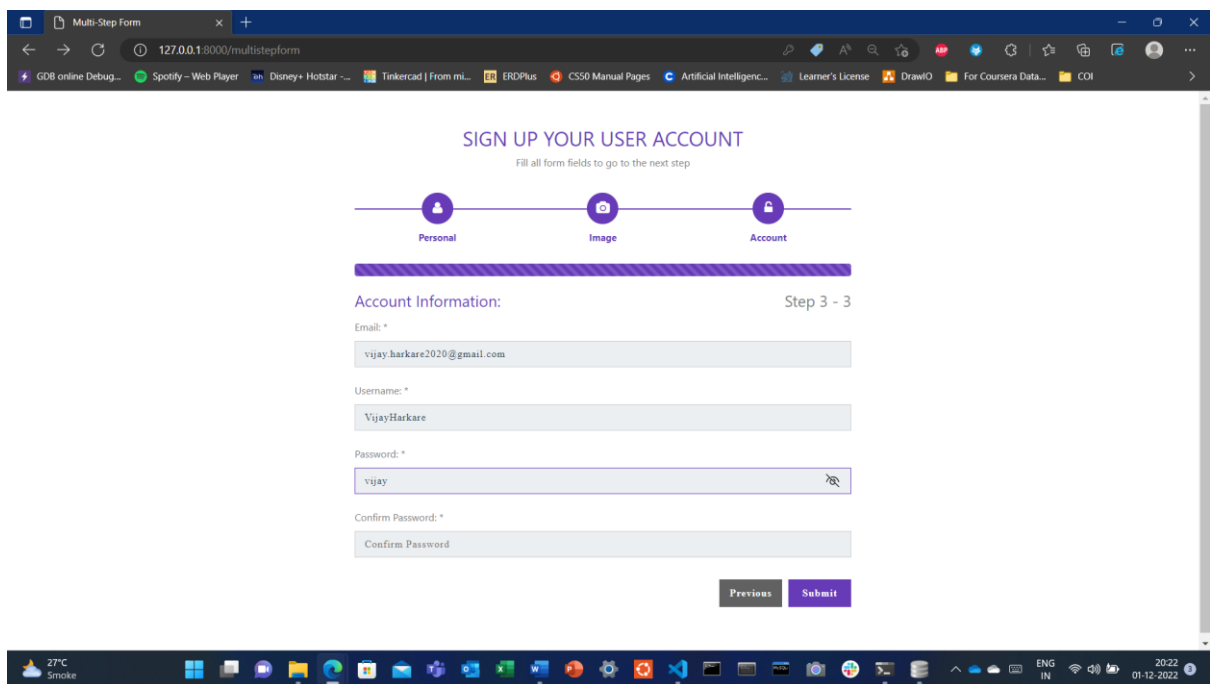 Multi-Step Form
127.0.0.1:8000/multistepform
GDB online Debug... Spotify – Web Player Disney+ Hotstar -... Tinkercad | From mi... ER ERDPlus CS50 Manual Pages Artificial Intelligenc... Learner's License DrawIO For Coursera Data... COI
SIGN UP YOUR USER ACCOUNT
Fill all form fields to go to the next step
Personal Image Account
Account Information: Step 3 - 3
Email: *
vijay.harkare2020@gmail.com
Username: *
VijayHarkare
Password: *
vijay
Confirm Password: *
Confirm Password
Previous Submit
27°C
Smoke
ENG
IN
20:22
01-12-2022
3